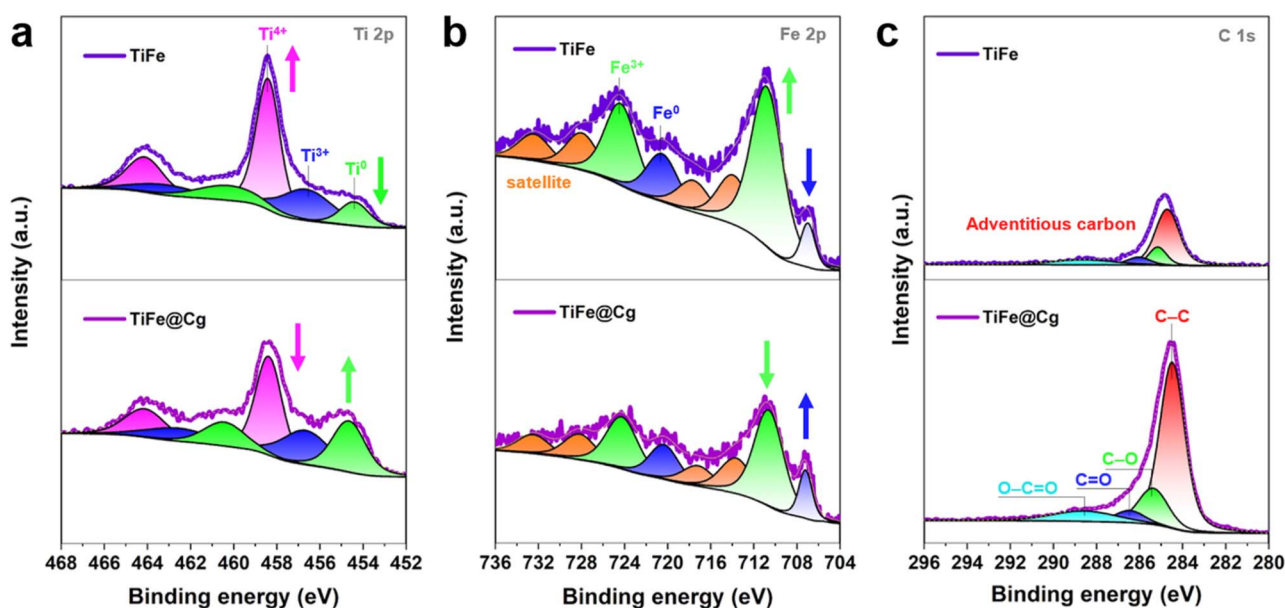 a
Ti 2p
TiFe
Ti⁴⁺
Ti³⁺
Ti⁰
TiFe@Cg
Intensity (a.u.)
468 466 464 462 460 458 456 454 452
Binding energy (eV)
b
Fe 2p
TiFe
Fe³⁺
Fe⁰
satellite
TiFe@Cg
Intensity (a.u.)
736 732 728 724 720 716 712 708 704
Binding energy (eV)
c
C 1s
TiFe
Adventitious carbon
TiFe@Cg
C–C
C–O
C=O
O–C=O
Intensity (a.u.)
296 294 292 290 288 286 284 282 280
Binding energy (eV)